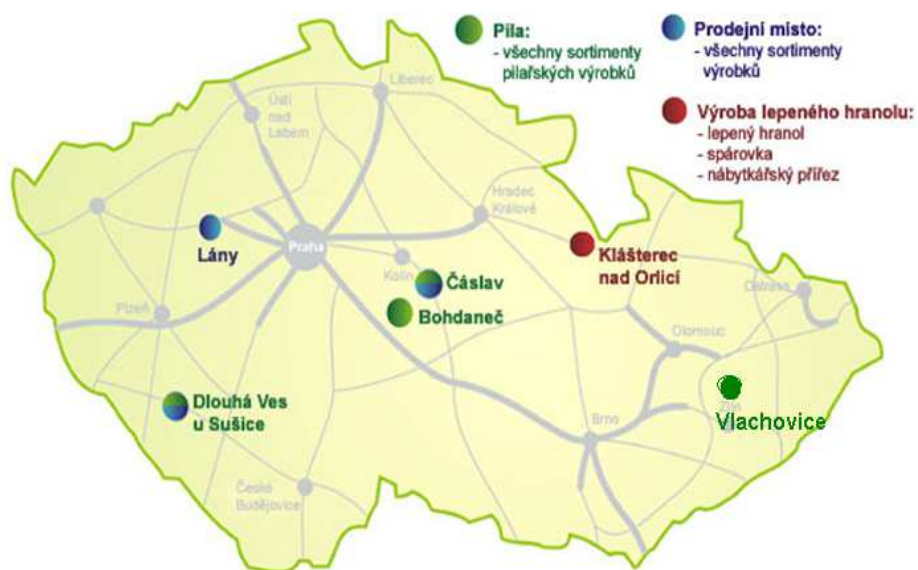 Pila:
- všechny sortimenty
pilařských výrobků
Prodejní místo:
- všechny sortimenty
výrobků
Výroba lepeného hranolu:
- lepený hranol
- spárovka
- nábytkářský přířez
Liberec
Ústí
nad
Labem
Hradec
Králové
Lány
Praha
Klášterec
nad Orlicí
Kolín
Čáslav
Bohdaneč
Plzeň
Ostrava
Olomouc
Dlouhá Ves
u Sušice
Zlín
Vlachovice
Brno
České
Budějovice